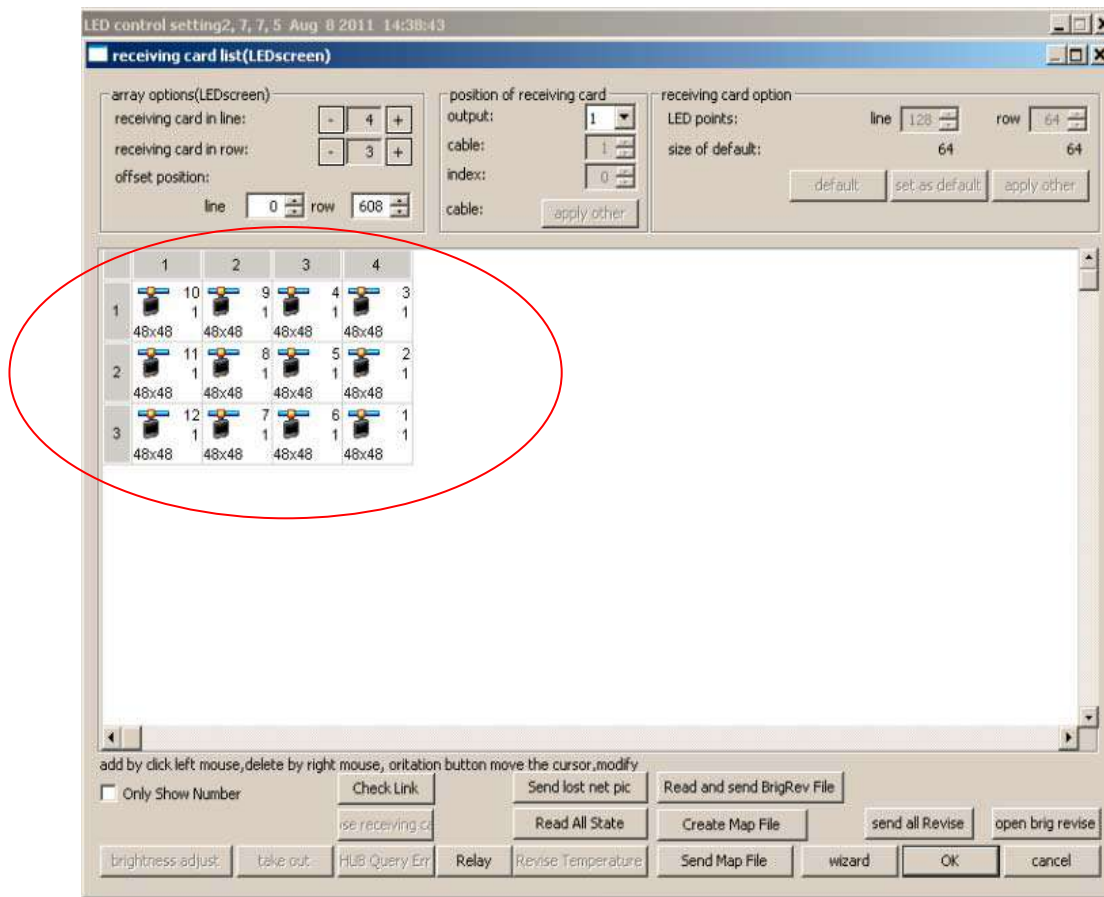 LED control setting2, 7, 7, 5 Aug 8 2011 14:38:43
receiving card list(LEDscreen)
array options(LEDscreen)
receiving card in line: - 4 +
receiving card in row: - 3 +
offset position:
line 0 row 608
position of receiving card
output: 1
cable: 1
index: 0
cable: apply other
receiving card option
LED points: line 128 row 64
size of default: 64 64
default set as default apply other
1 2 3 4
10 9 4 3
1 1 1 1 1
48x48 48x48 48x48 48x48
11 8 5 2
2 1 1 1 1
48x48 48x48 48x48 48x48
12 7 6 1
3 1 1 1 1
48x48 48x48 48x48 48x48
add by click left mouse,delete by right mouse, oritation button move the cursor,modify
Only Show Number Check Link Send lost net pic Read and send BrigRev File
se receiving ca Read All State Create Map File send all Revise open brig revise
brightness adjust take out HUB Query Err Relay Revise Temperature Send Map File wizard OK cancel